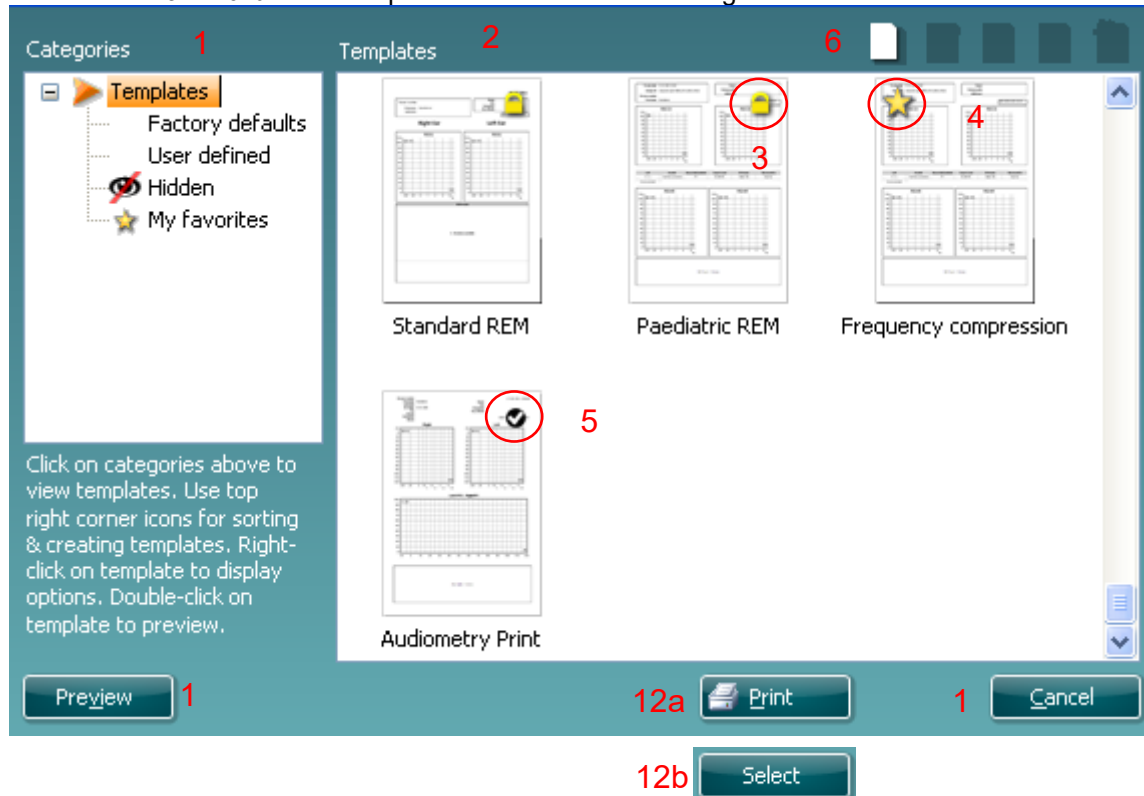 Categories 1 Templates 2 6
Templates
Factory defaults
User defined
Hidden
My favorites
3
4
Standard REM Paediatric REM Frequency compression
5
Audiometry Print
Click on categories above to
view templates. Use top
right corner icons for sorting
& creating templates. Right-
click on template to display
options. Double-click on
template to preview.
Preview 1 12a Print 1 Cancel
12b Select